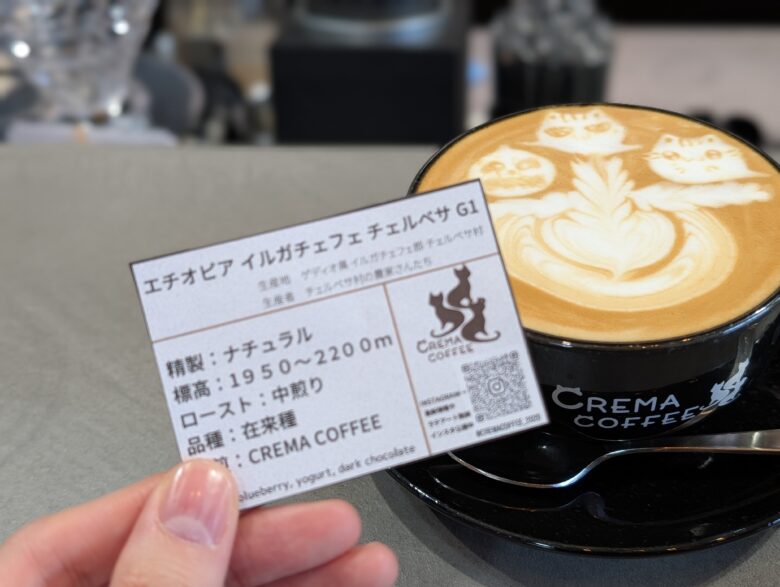 エチオピア イルガチェフェ チェルベサ G1
生産地 ゲディオ県 イルガチェフェ郡 チェルベサ村
生産者 チェルベサ村の農家さんたち
精製：ナチュラル
標高：1950～2200m
ロースト：中煎り
品種：在来種
CREMA COFFEE
blueberry, yogurt, dark chocolate
CREMA
COFFEE
INSTAGRAM
@CREMACOFFEE_2020
CREMA
COFFEE